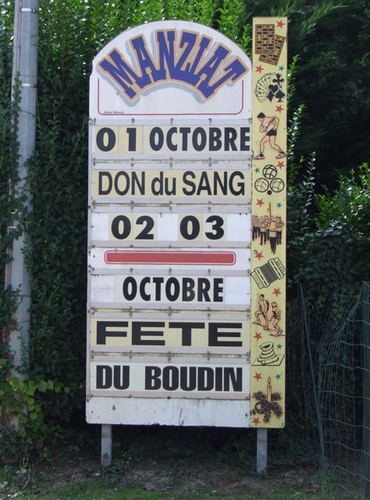 MANZIAT
01 OCTOBRE
DON du SANG
02 03
OCTOBRE
FETE
DU BOUDIN